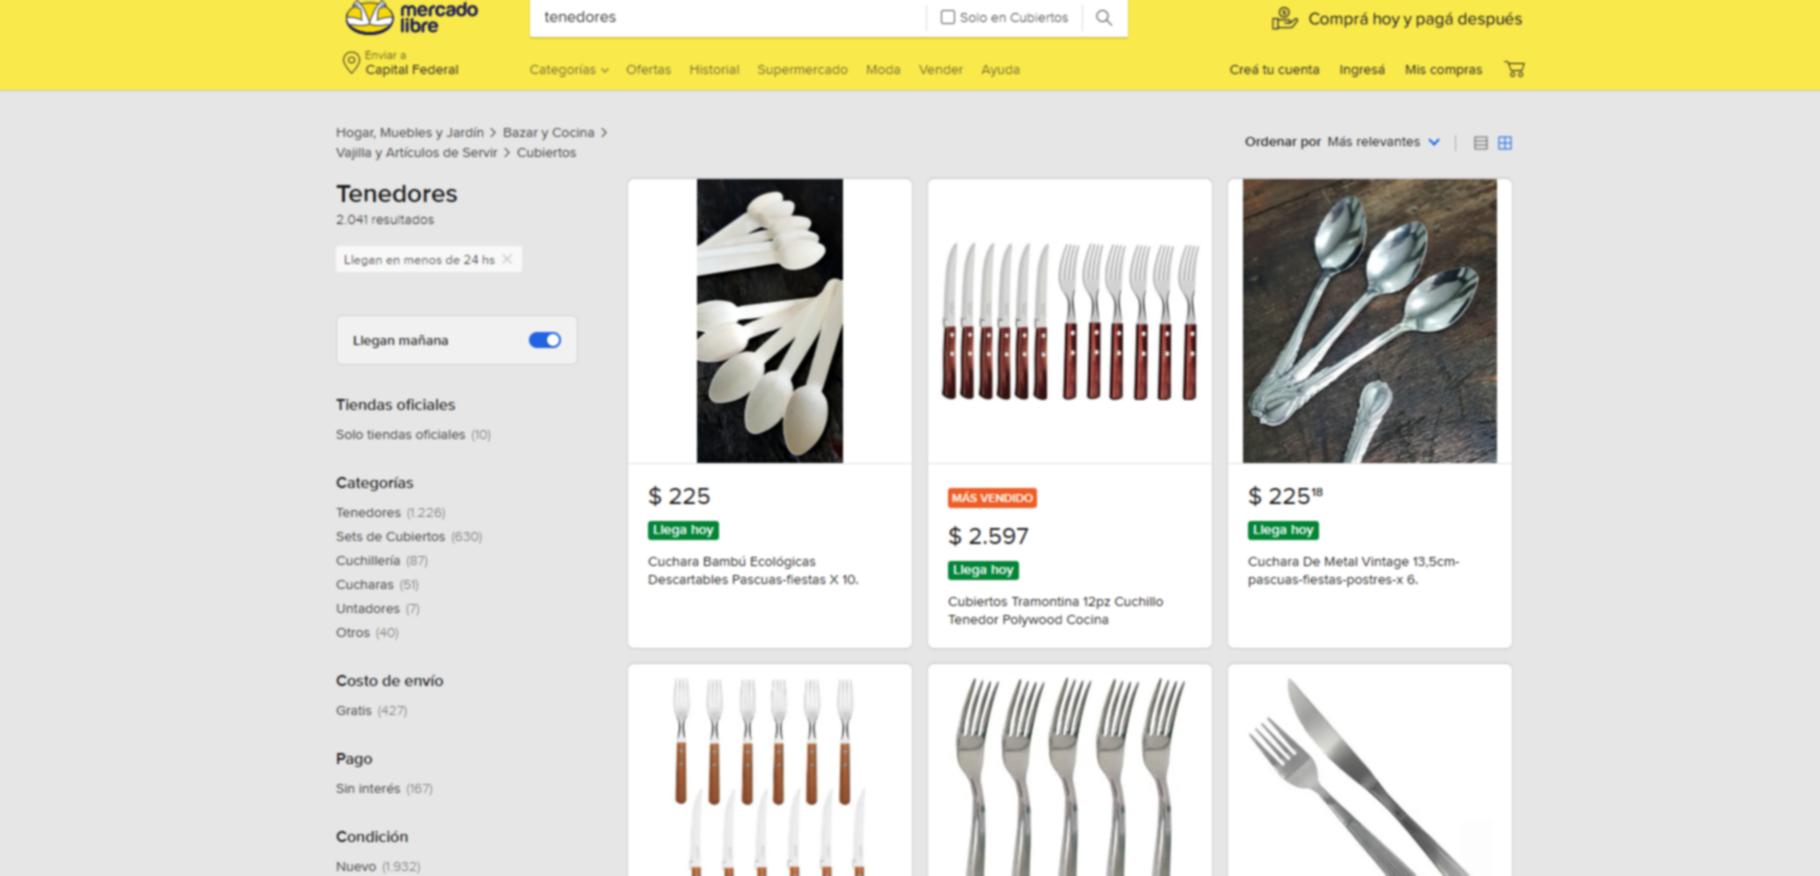 mercado
libre
tenedores
Solo en Cubiertos
Comprá hoy y pagá después
Enviar a
Capital Federal
Categorías
Ofertas
Historial
Supermercado
Moda
Vender
Ayuda
Creá tu cuenta
Ingresá
Mis compras
Hogar, Muebles y Jardín > Bazar y Cocina >
Vajilla y Artículos de Servir > Cubiertos
Ordenar por Más relevantes
Tenedores
2.041 resultados
Llegan en menos de 24 hs
Llegan mañana
Tiendas oficiales
Solo tiendas oficiales (10)
Categorías
Tenedores (1.226)
Sets de Cubiertos (630)
Cuchillería (87)
Cucharas (51)
Untadores (7)
Otros (40)
Costo de envío
Gratis (427)
Pago
Sin interés (167)
Condición
Nuevo (1.932)
$ 225
Llega hoy
Cuchara Bambú Ecológicas
Descartables Pascuas-fiestas X 10.
MÁS VENDIDO
$ 2.597
Llega hoy
Cubiertos Tramontina 12pz Cuchillo
Tenedor Polywood Cocina
$ 225 18
Llega hoy
Cuchara De Metal Vintage 13,5cm-
pascuas-fiestas-postres-x 6.